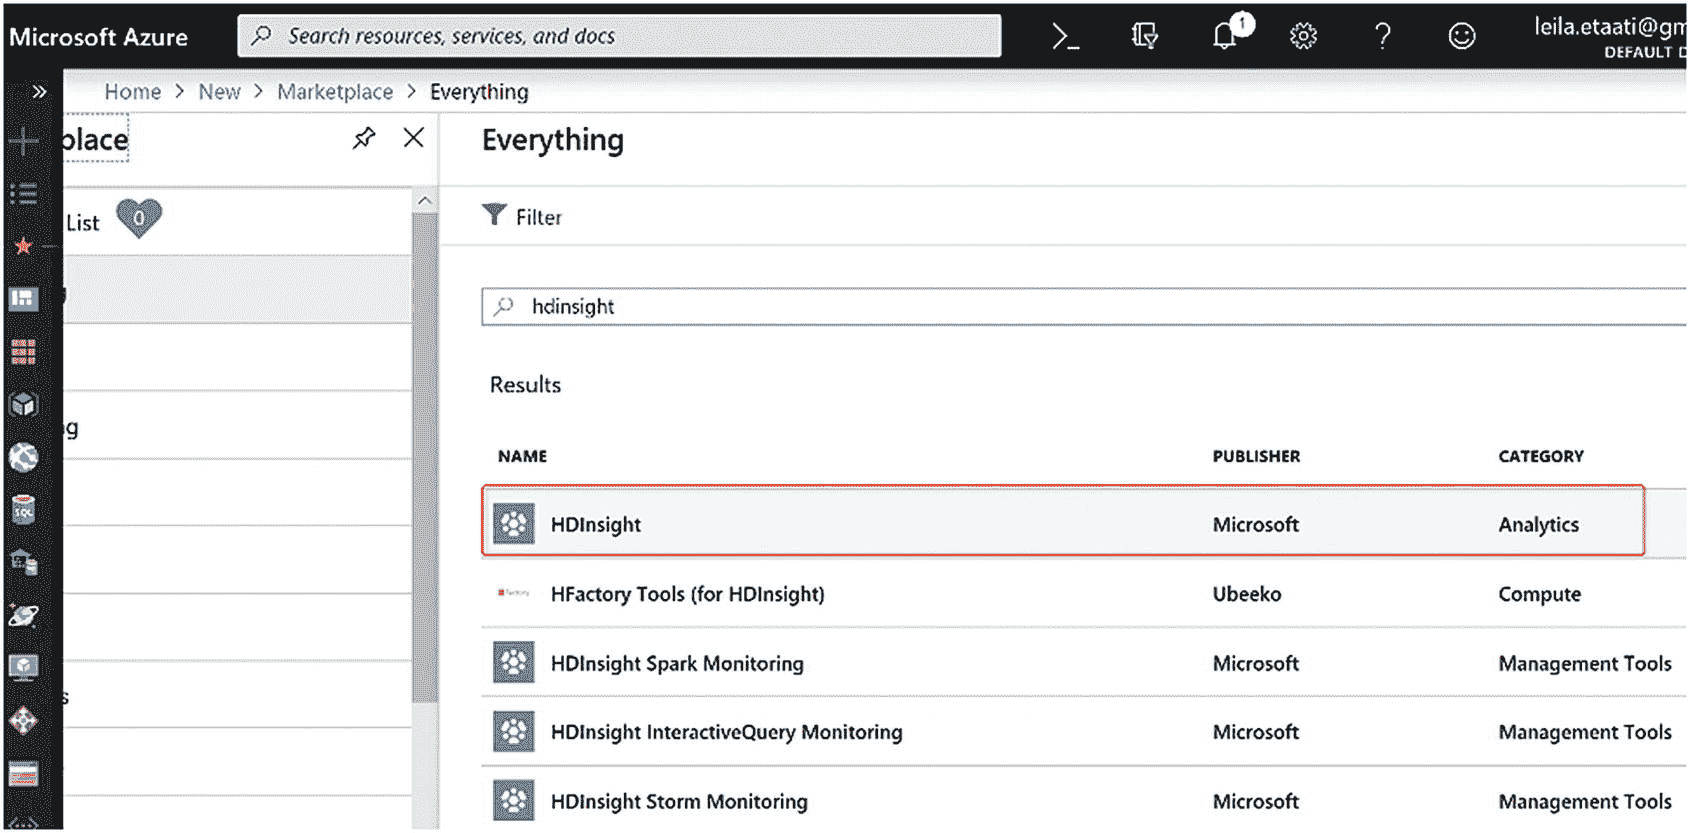 Microsoft Azure
Search resources, services, and docs
1
leila.etaati@gm
DEFAULT D
Home > New > Marketplace > Everything
place
List
0
g
s
Everything
Filter
hdinsight
Results
NAME PUBLISHER CATEGORY
HDInsight Microsoft Analytics
HFactory Tools (for HDInsight) Ubeeko Compute
HDInsight Spark Monitoring Microsoft Management Tools
HDInsight InteractiveQuery Monitoring Microsoft Management Tools
HDInsight Storm Monitoring Microsoft Management Tools
SQL